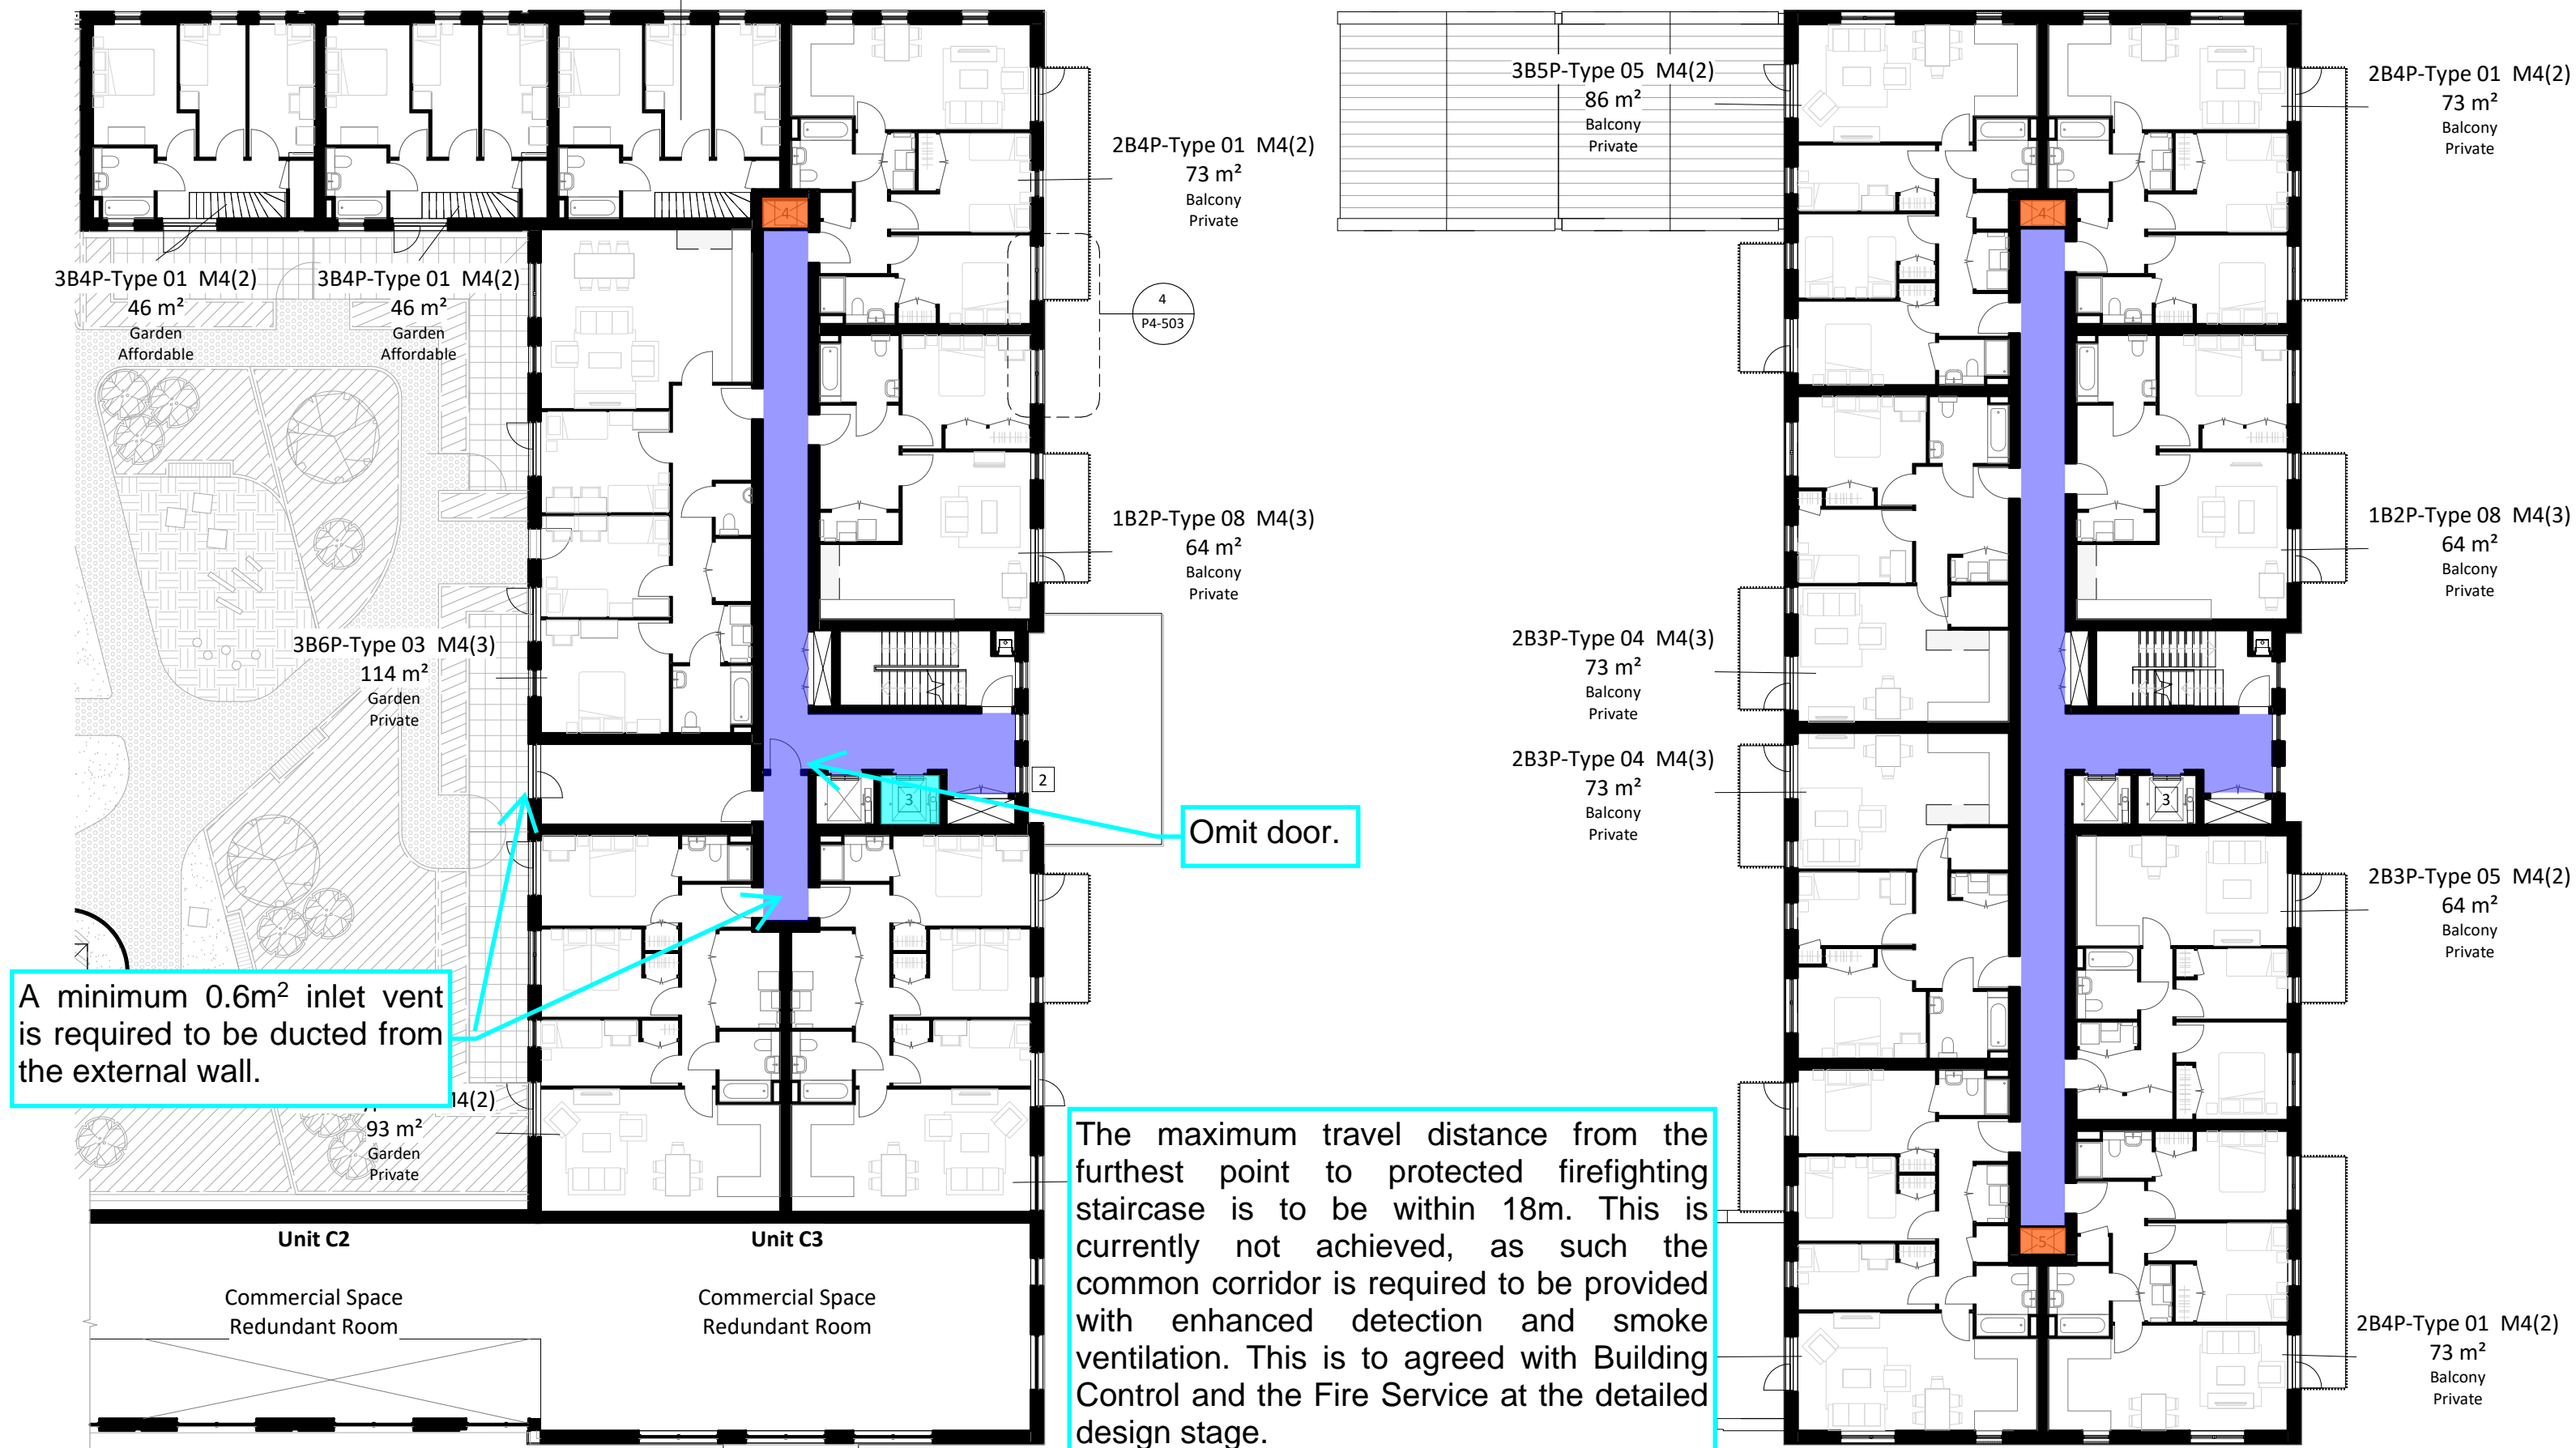 4
2B4P-Type 01 M4(2)
73 m²
Balcony
Private
3B4P-Type 01 M4(2)
46 m²
Garden
Affordable
3B4P-Type 01 M4(2)
46 m²
Garden
Affordable
4
P4-503
1B2P-Type 08 M4(3)
64 m²
Balcony
Private
3B6P-Type 03 M4(3)
114 m²
Garden
Private
3
2
Omit door.
A minimum 0.6m² inlet vent
is required to be ducted from
the external wall.
M4(2)
93 m²
Garden
Private
Unit C2
Commercial Space
Redundant Room
Unit C3
Commercial Space
Redundant Room
The maximum travel distance from the
furthest point to protected firefighting
staircase is to be within 18m. This is
currently not achieved, as such the
common corridor is required to be provided
with enhanced detection and smoke
ventilation. This is to agreed with Building
Control and the Fire Service at the detailed
design stage.
3B5P-Type 05 M4(2)
86 m²
Balcony
Private
2B4P-Type 01 M4(2)
73 m²
Balcony
Private
4
1B2P-Type 08 M4(3)
64 m²
Balcony
Private
2B3P-Type 04 M4(3)
73 m²
Balcony
Private
2B3P-Type 04 M4(3)
73 m²
Balcony
Private
3
2B3P-Type 05 M4(2)
64 m²
Balcony
Private
5
2B4P-Type 01 M4(2)
73 m²
Balcony
Private